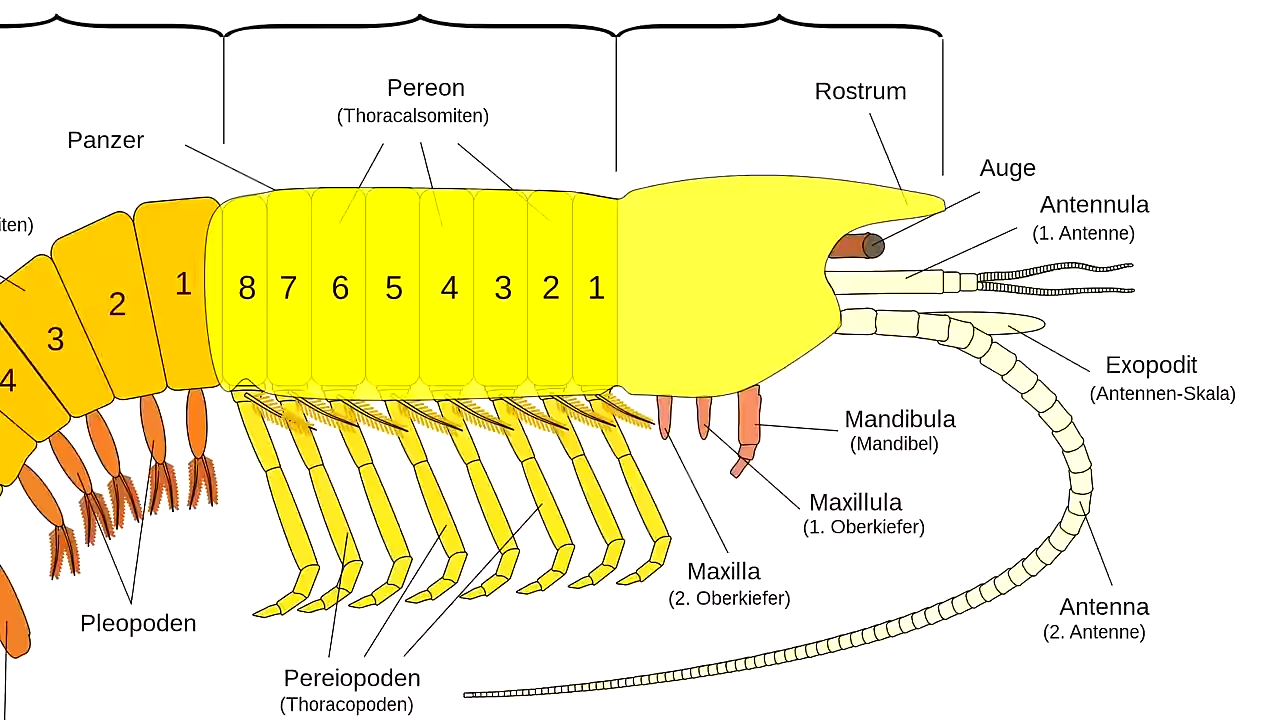 Pereon
(Thoracalsomiten)
Rostrum
Panzer
Auge
Antennula
(1. Antenne)
iten)
8 7 6 5 4 3 2 1
1
2
3
4
Exopodit
(Antennen-Skala)
Mandibula
(Mandibel)
Maxillula
(1. Oberkiefer)
Maxilla
(2. Oberkiefer)
Antenna
(2. Antenne)
Pleopoden
Pereiopoden
(Thoracopoden)